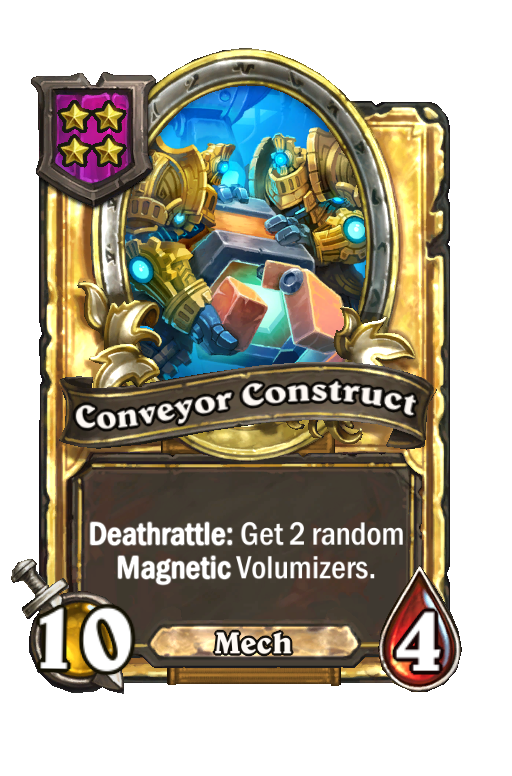 Conveyor Construct
Deathrattle: Get 2 random
Magnetic Volumizers.
10
Mech
4